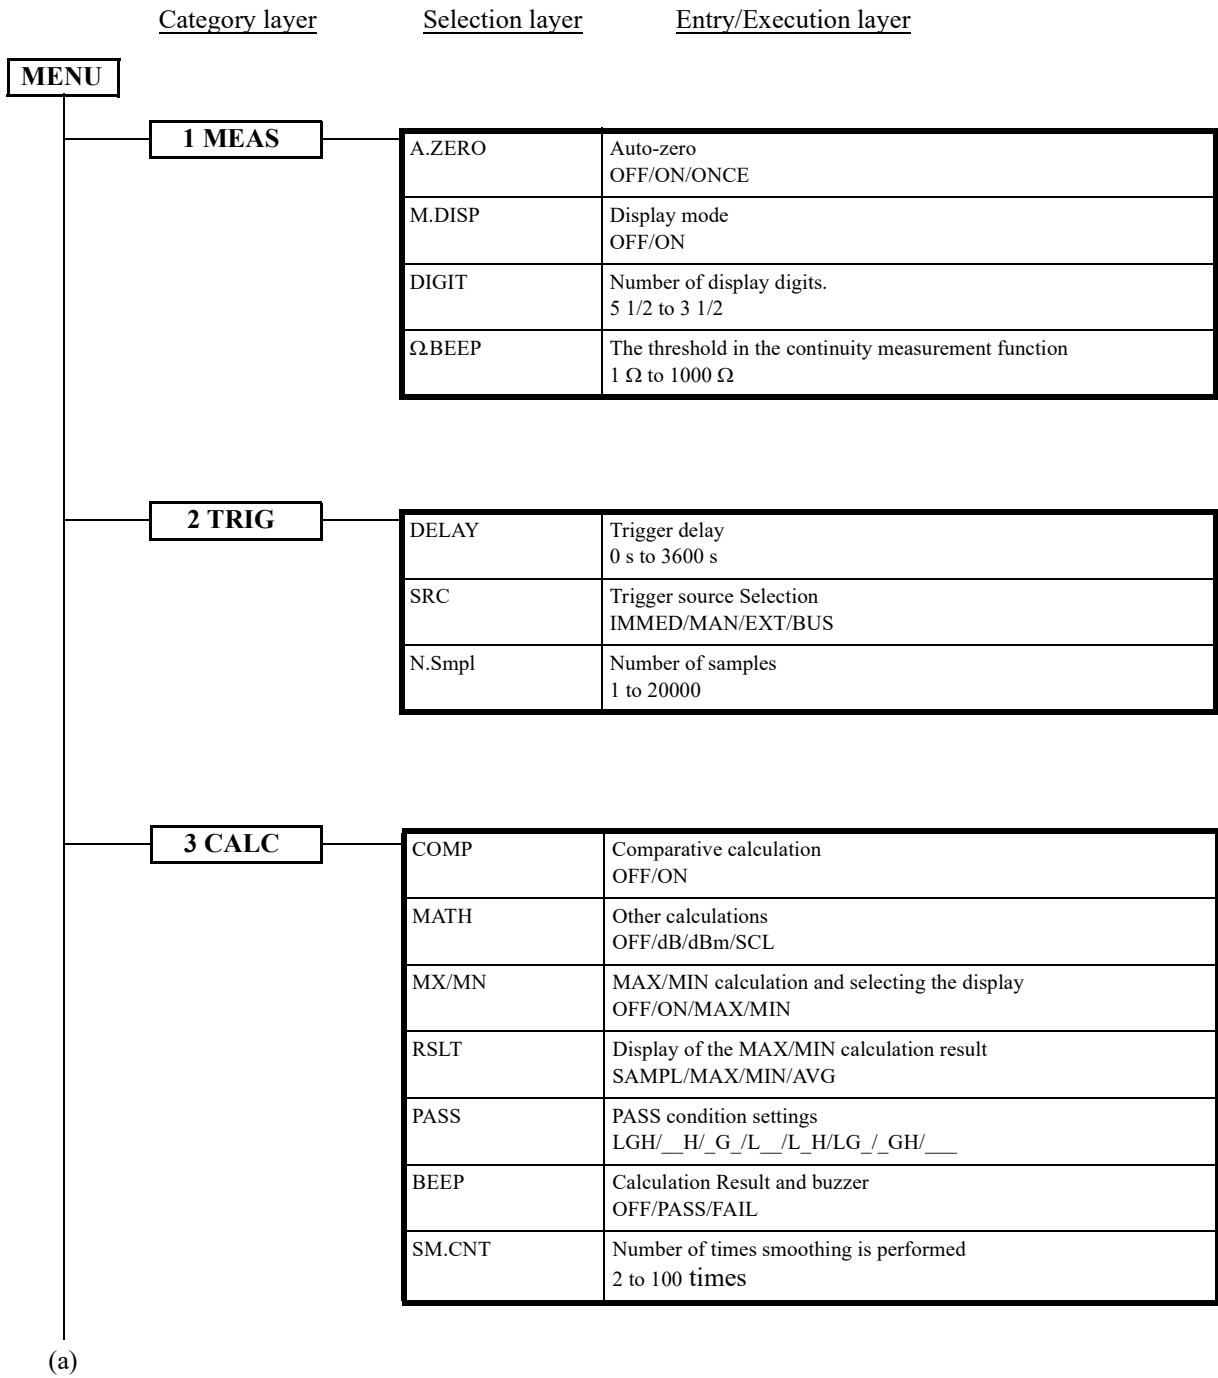 Category layer Selection layer Entry/Execution layer
MENU
1 MEAS
A.ZERO Auto-zero
OFF/ON/ONCE
M.DISP Display mode
OFF/ON
DIGIT Number of display digits.
5 1/2 to 3 1/2
Ω.BEEP The threshold in the continuity measurement function
1 Ω to 1000 Ω
2 TRIG
DELAY Trigger delay
0 s to 3600 s
SRC Trigger source Selection
IMMED/MAN/EXT/BUS
N.Smpl Number of samples
1 to 20000
3 CALC
COMP Comparative calculation
OFF/ON
MATH Other calculations
OFF/dB/dBm/SCL
MX/MN MAX/MIN calculation and selecting the display
OFF/ON/MAX/MIN
RSLT Display of the MAX/MIN calculation result
SAMPL/MAX/MIN/AVG
PASS PASS condition settings
LGH/__H/_G_/L__/L_H/LG_/_GH/___
BEEP Calculation Result and buzzer
OFF/PASS/FAIL
SM.CNT Number of times smoothing is performed
2 to 100 times
(a)